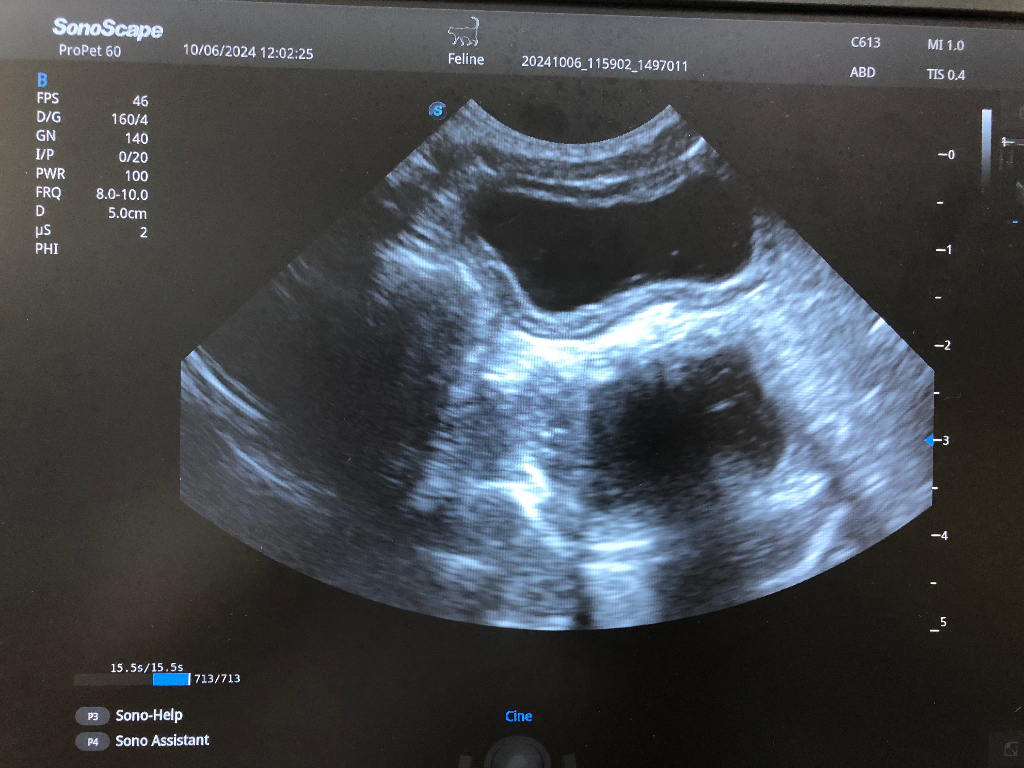 SonoScape
ProPet 60
10/06/2024 12:02:25
Feline
20241006_115902_1497011
C613
ABD
MI 1.0
TIS 0.4
B
FPS 46
D/G 160/4
GN 140
I/P 0/20
PWR 100
FRQ 8.0-10.0
D 5.0cm
µS 2
PHI
S
0
1
2
3
4
5
15.5s/15.5s
713/713
P3 Sono-Help
P4 Sono Assistant
Cine